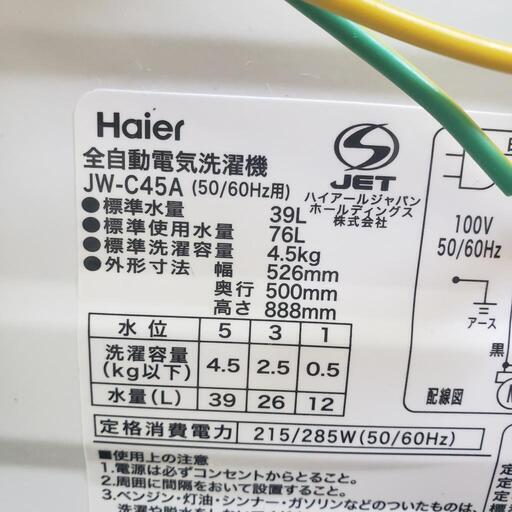 Haier
全自動電気洗濯機
JW-C45A (50/60Hz用)
JET
ハイアールジャパン
ホールディングス
株式会社
●標準水量 39L
●標準使用水量 76L
●標準洗濯容量 4.5kg
●外形寸法 幅 526mm
奥行 500mm
高さ 888mm
水位 5 3 1
洗濯容量(kg以下) 4.5 2.5 0.5
水量(L) 39 26 12
定格消費電力 215/285W(50/60Hz)
100V
50/60Hz
アース
黒
配線図
■使用上の注意
1.電源は必ずコンセントからとること。
2.周囲に間隔をおいて設置すること。
3.ベンジン・灯油・シンナー・ガソリンなどのついたものは、